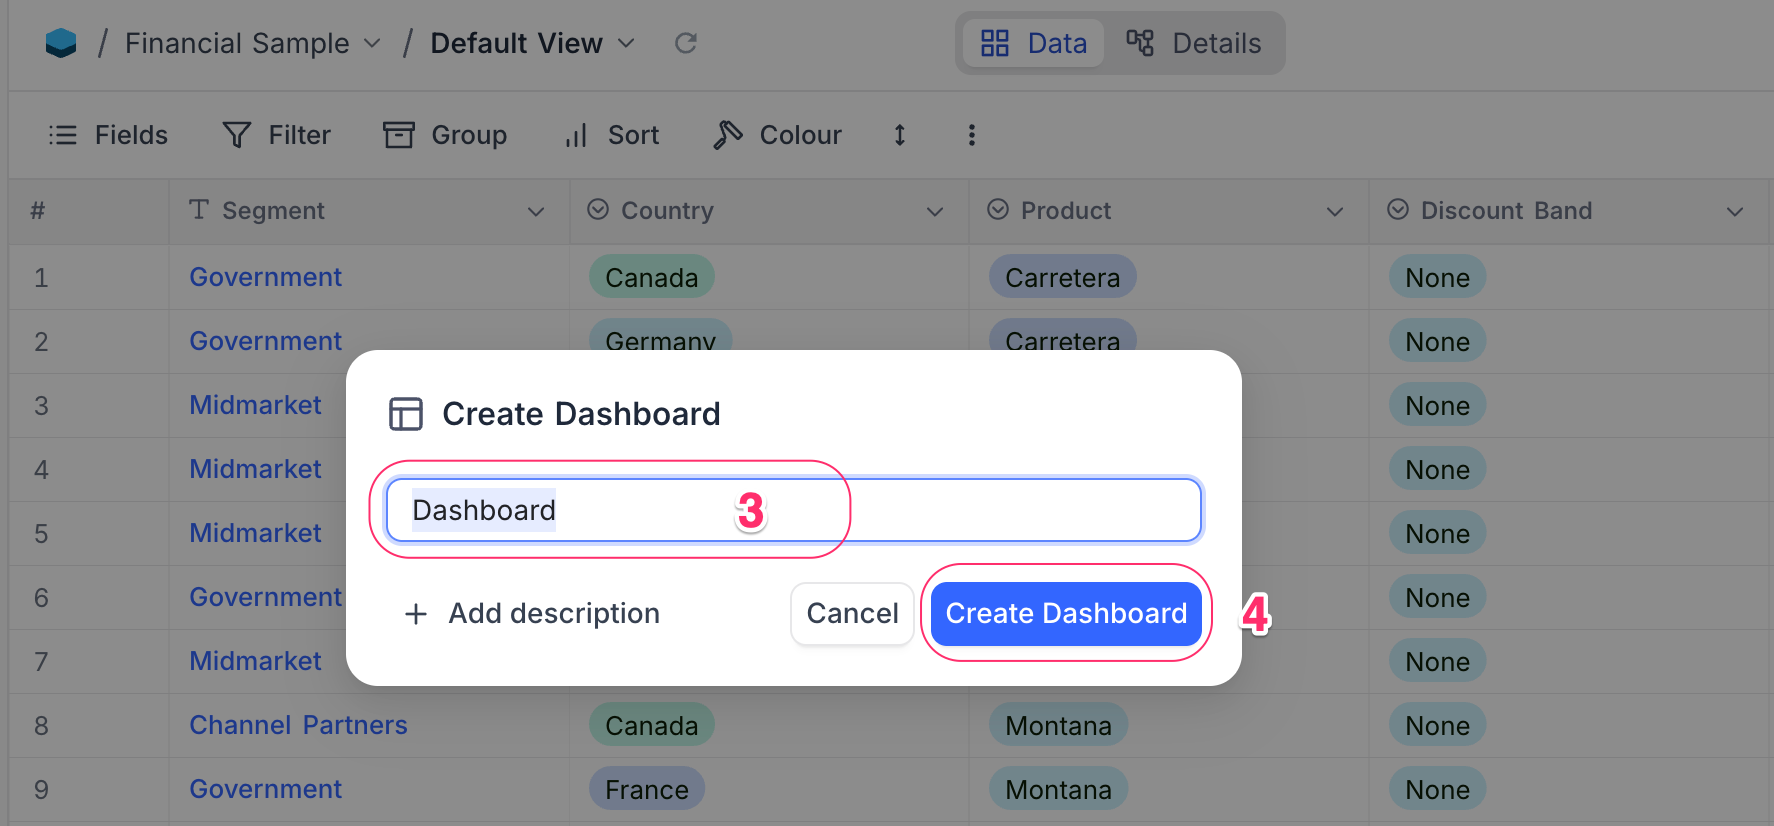 / Financial Sample / Default View
Data Details
Fields Filter Group Sort Colour
# Segment Country Product Discount Band
1 Government Canada Carretera None
2 Government Germany Carretera None
3 Midmarket None
Create Dashboard
4 Midmarket None
Dashboard 3
5 Midmarket None
6 Government None
+ Add description Cancel Create Dashboard 4
7 Midmarket None
8 Channel Partners Canada Montana None
9 Government France Montana None